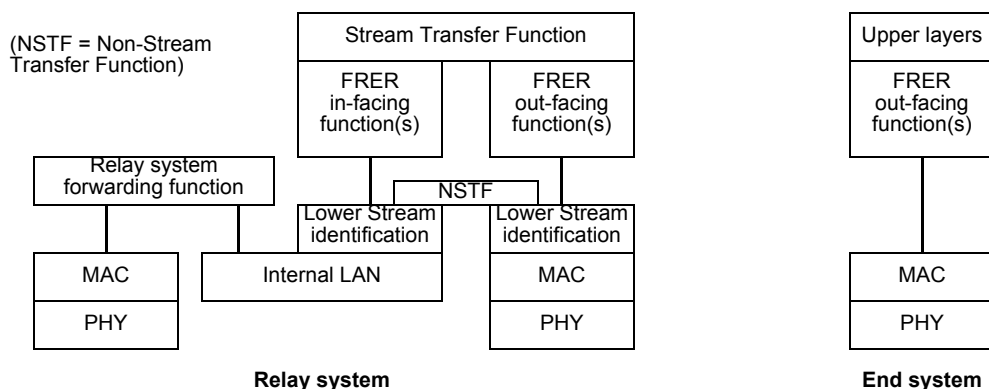 (NSTF = Non-Stream
Transfer Function)
Stream Transfer Function
FRER
in-facing
function(s)
FRER
out-facing
function(s)
Relay system
forwarding function
NSTF
Lower Stream
identification
Lower Stream
identification
MAC
Internal LAN
MAC
PHY
PHY
Relay system
Upper layers
FRER
out-facing
function(s)
MAC
PHY
End system